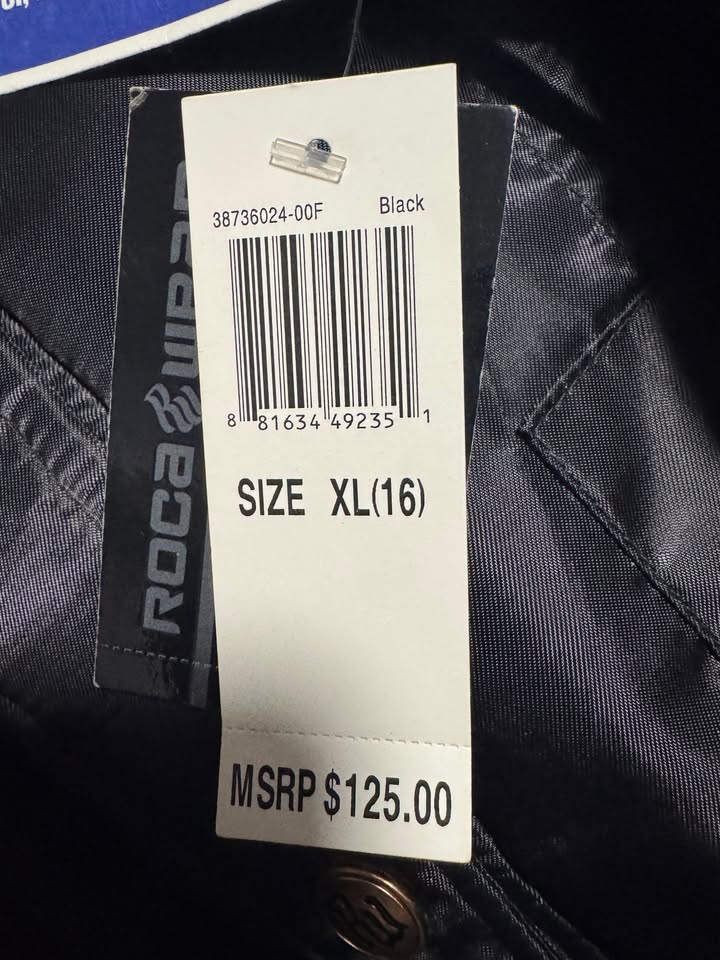 38736024-00F Black
8 81634 49235 1
SIZE XL(16)
MSRP $125.00
ROCA WEAR